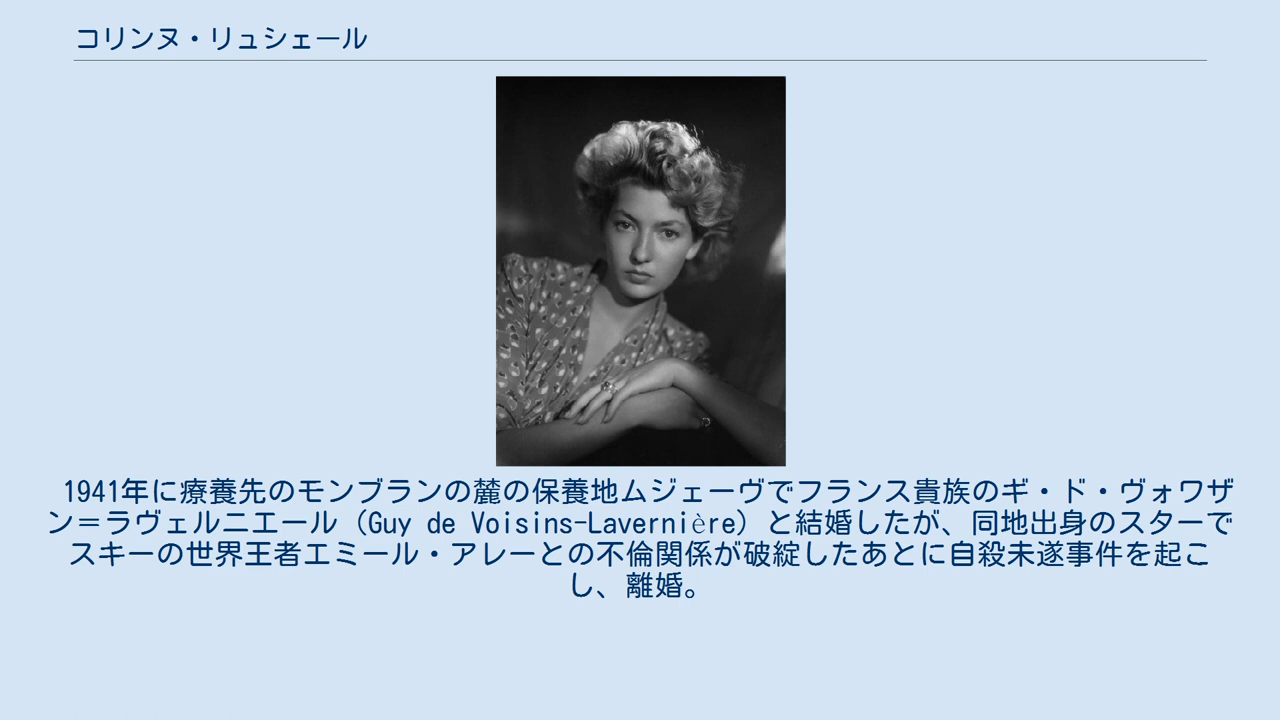 コリンヌ・リュシェール
1941年に療養先のモンブランの麓の保養地ムジェーヴでフランス貴族のギ・ド・ヴォワザ
ン＝ラヴェルニエール（Guy de Voisins-Lavernière）と結婚したが、同地出身のスターで
スキーの世界王者エミール・アレーとの不倫関係が破綻したあとに自殺未遂事件を起こ
し、離婚。